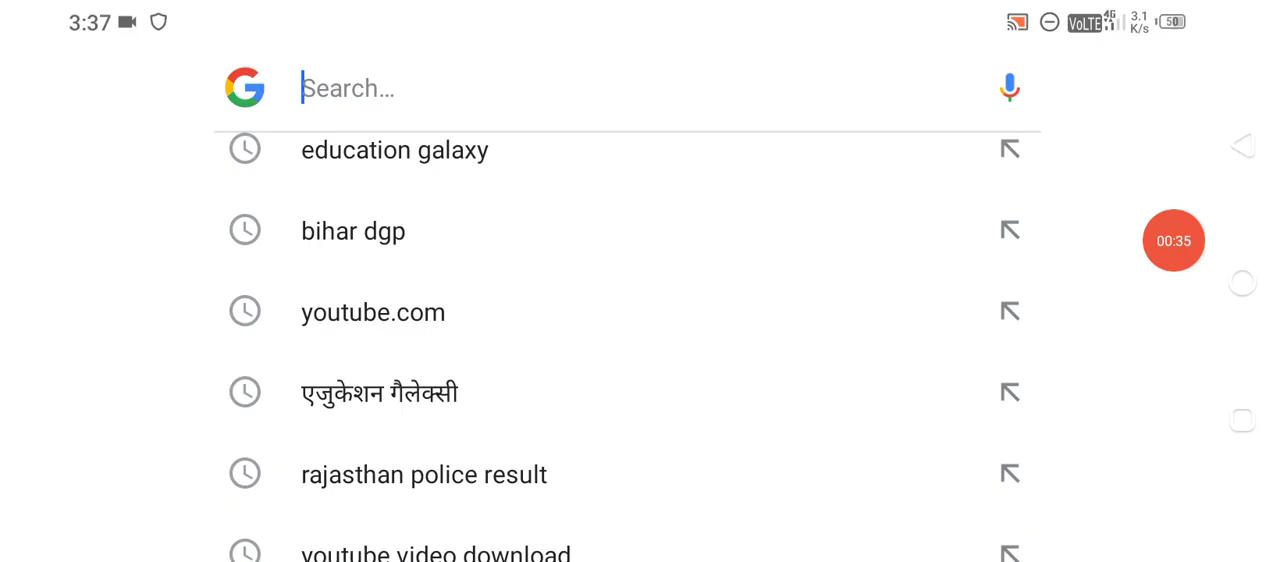 3:37
VoLTE 4G 3.1 K/s 50
Search...
education galaxy
bihar dgp
00:35
youtube.com
एजुकेशन गैलेक्सी
rajasthan police result
youtube video download